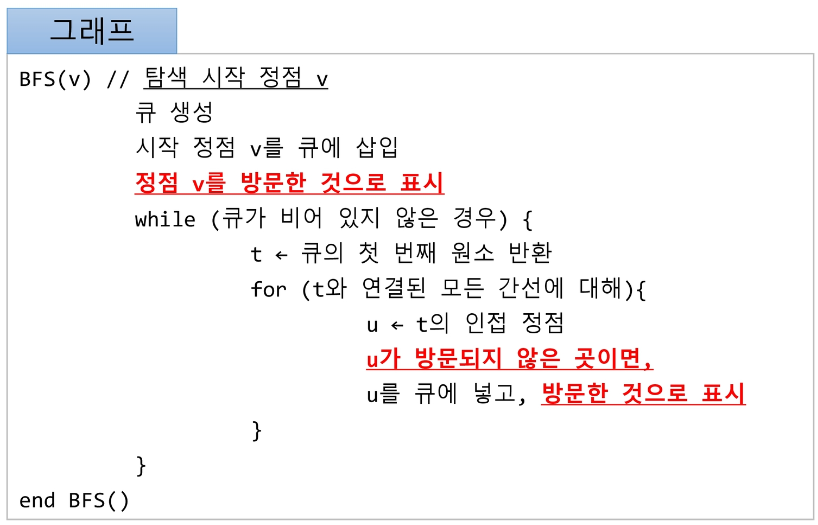 그래프
BFS(v) // 탐색 시작 정점 v
큐 생성
시작 정점 v를 큐에 삽입
정점 v를 방문한 것으로 표시
while (큐가 비어 있지 않은 경우) {
t ← 큐의 첫 번째 원소 반환
for (t와 연결된 모든 간선에 대해){
u ← t의 인접 정점
u가 방문되지 않은 곳이면,
u를 큐에 넣고, 방문한 것으로 표시
}
}
end BFS()